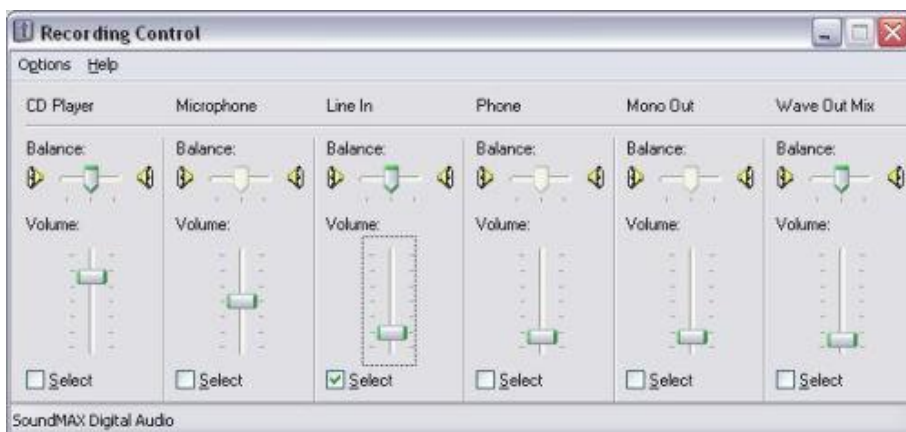 Recording Control
Options Help
CD Player Microphone Line In Phone Mono Out Wave Out Mix
Balance: Balance: Balance: Balance: Balance: Balance:
Volume: Volume: Volume: Volume: Volume: Volume:
Select Select Select Select Select Select
SoundMAX Digital Audio